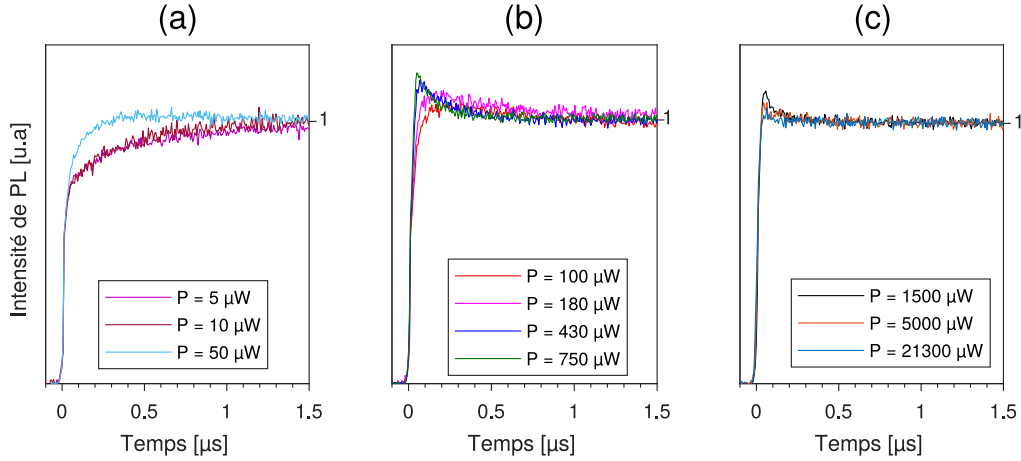 (a)
(b)
(c)
Intensité de PL [u.a]
1
1
1
P = 5 µW
P = 10 µW
P = 50 µW
P = 100 µW
P = 180 µW
P = 430 µW
P = 750 µW
P = 1500 µW
P = 5000 µW
P = 21300 µW
0 0.5 1 1.5
0 0.5 1 1.5
0 0.5 1 1.5
Temps [µs]
Temps [µs]
Temps [µs]